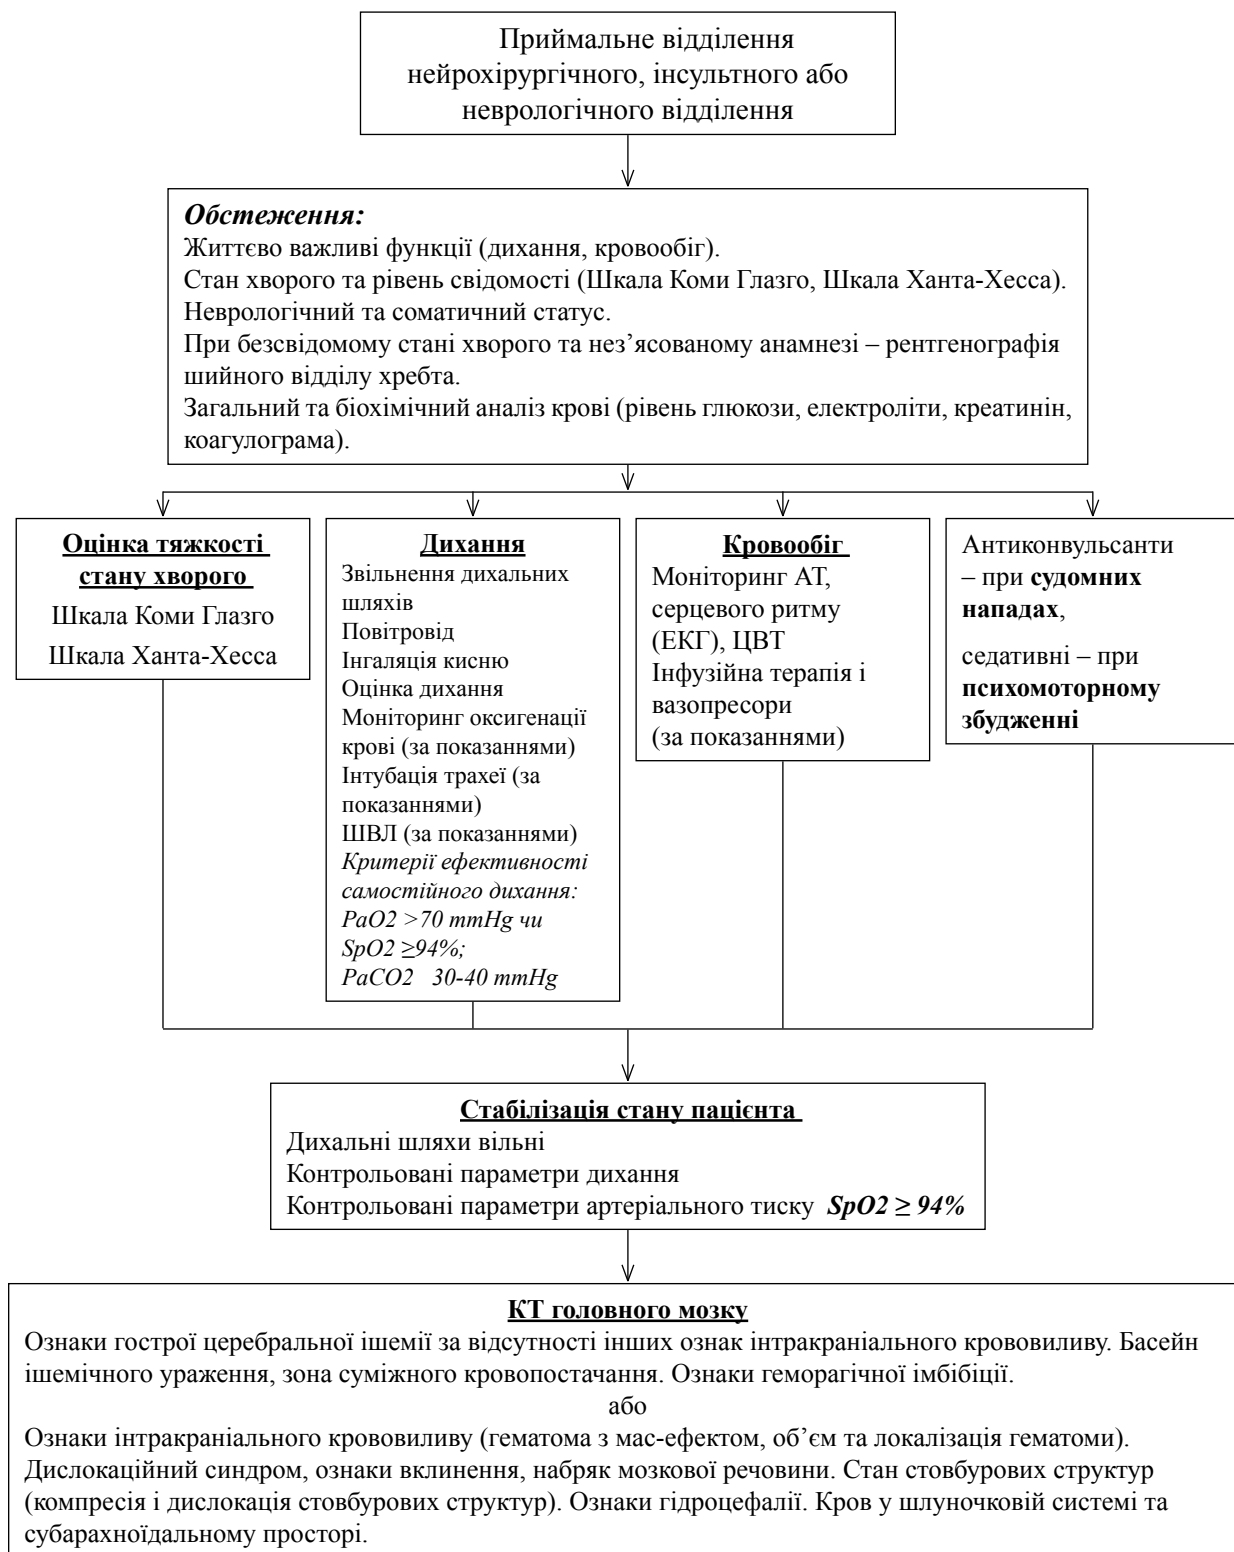 Приймальне відділення
нейрохірургічного, інсультного або
неврологічного відділення
Обстеження:
Життєво важливі функції (дихання, кровообіг).
Стан хворого та рівень свідомості (Шкала Коми Глазго, Шкала Ханта-Хесса).
Неврологічний та соматичний статус.
При безсвідомому стані хворого та нез’ясованому анамнезі – рентгенографія
шийного відділу хребта.
Загальний та біохімічний аналіз крові (рівень глюкози, електроліти, креатинін,
коагулограма).
Оцінка тяжкості
стану хворого
Шкала Коми Глазго
Шкала Ханта-Хесса
Дихання
Звільнення дихальних
шляхів
Повітровід
Інгаляція кисню
Оцінка дихання
Моніторинг оксигенації
крові (за показаннями)
Інтубація трахеї (за
показаннями)
ШВЛ (за показаннями)
Критерії ефективності
самостійного дихання:
PaO2 >70 mmHg чи
SpO2 ≥94%;
PaCO2 30-40 mmHg
Кровообіг
Моніторинг АТ,
серцевого ритму
(ЕКГ), ЦВТ
Інфузійна терапія і
вазопресори
(за показаннями)
Антиконвульсанти
– при судомних
нападах,
седативні – при
психомоторному
збудженні
Стабілізація стану пацієнта
Дихальні шляхи вільні
Контрольовані параметри дихання
Контрольовані параметри артеріального тиску SpO2 ≥ 94%
КТ головного мозку
Ознаки гострої церебральної ішемії за відсутності інших ознак інтракраніального крововиливу. Басейн
ішемічного ураження, зона суміжного кровопостачання. Ознаки геморагічної імбібіції.
або
Ознаки інтракраніального крововиливу (гематома з мас-ефектом, об’єм та локалізація гематоми).
Дислокаційний синдром, ознаки вклинення, набряк мозкової речовини. Стан стовбурових структур
(компресія і дислокація стовбурових структур). Ознаки гідроцефалії. Кров у шлуночковій системі та
субарахноїдальному просторі.